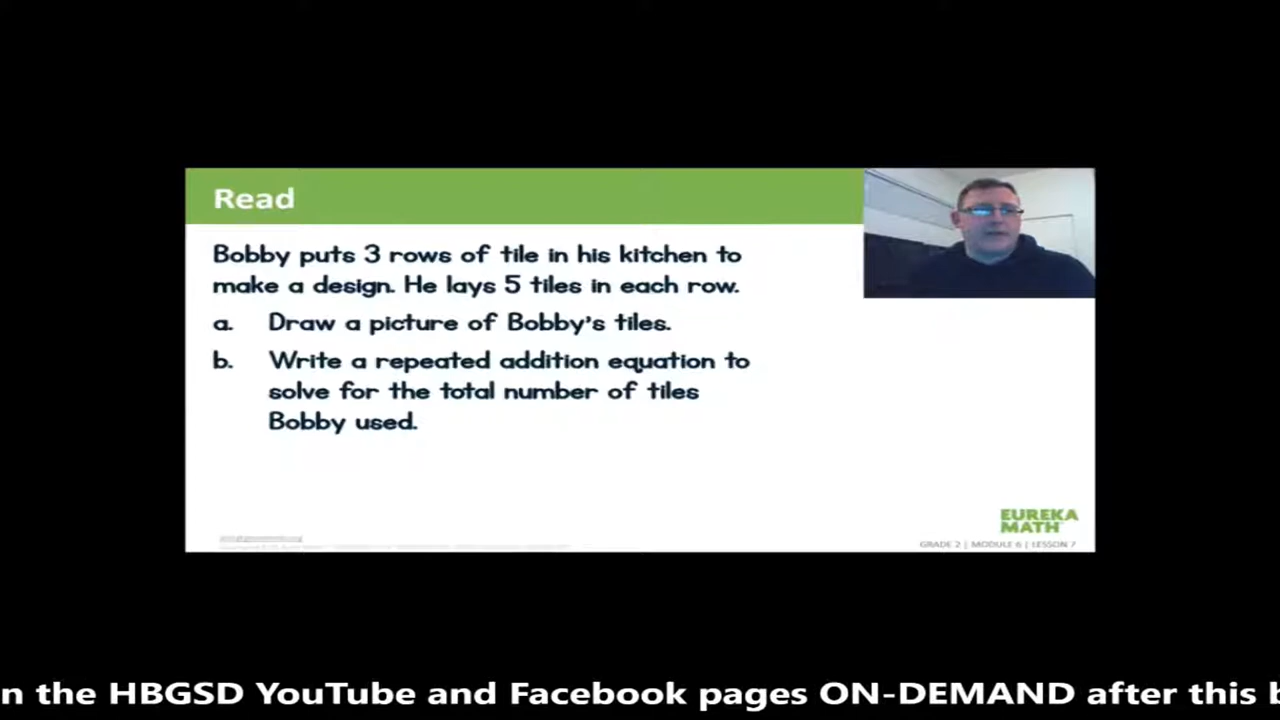 Read
Bobby puts 3 rows of tile in his kitchen to
make a design. He lays 5 tiles in each row.
a. Draw a picture of Bobby's tiles.
b. Write a repeated addition equation to
solve for the total number of tiles
Bobby used.
EUREKA
MATH
GRADE 2 | MODULE 6 | LESSON 7
n the HBGSD YouTube and Facebook pages ON-DEMAND after this b